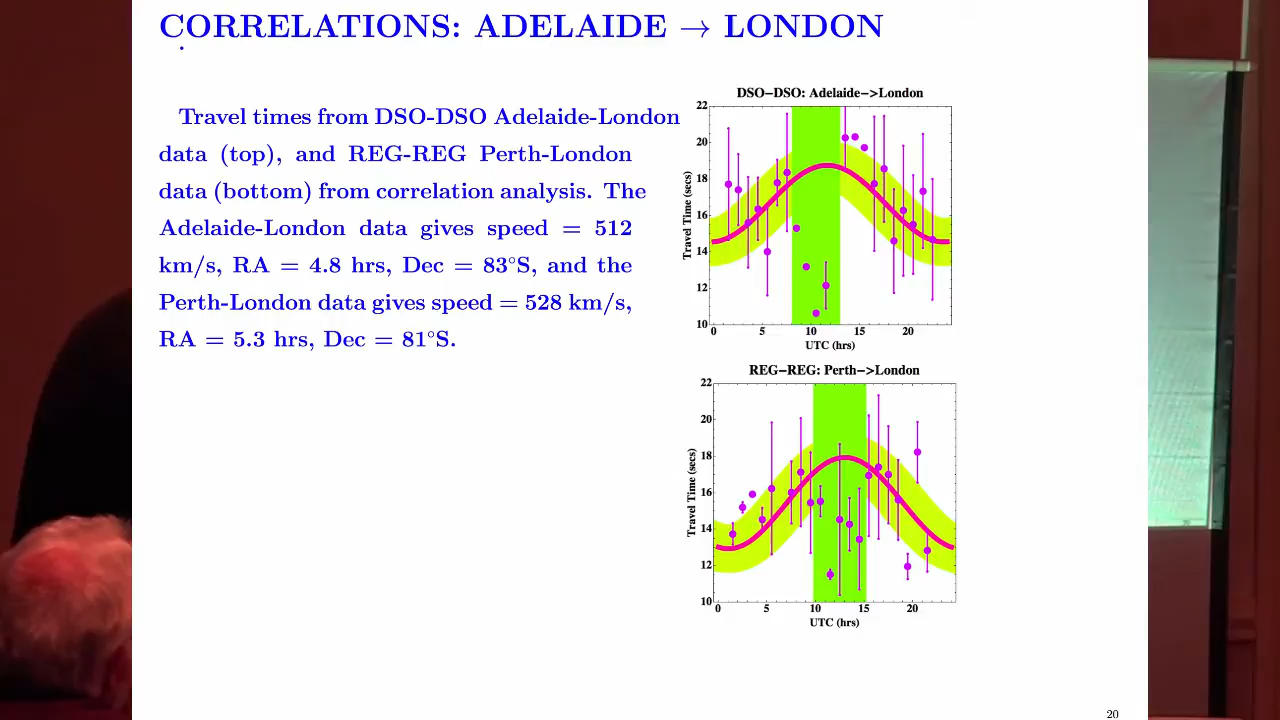 CORRELATIONS: ADELAIDE → LONDON
Travel times from DSO-DSO Adelaide-London
data (top), and REG-REG Perth-London
data (bottom) from correlation analysis. The
Adelaide-London data gives speed = 512
km/s, RA = 4.8 hrs, Dec = 83°S, and the
Perth-London data gives speed = 528 km/s,
RA = 5.3 hrs, Dec = 81°S.
DSO−DSO: Adelaide−>London
Travel Time (secs)
22
20
18
16
14
12
10
0 5 10 15 20
UTC (hrs)
REG−REG: Perth−>London
Travel Time (secs)
22
20
18
16
14
12
10
0 5 10 15 20
UTC (hrs)
20